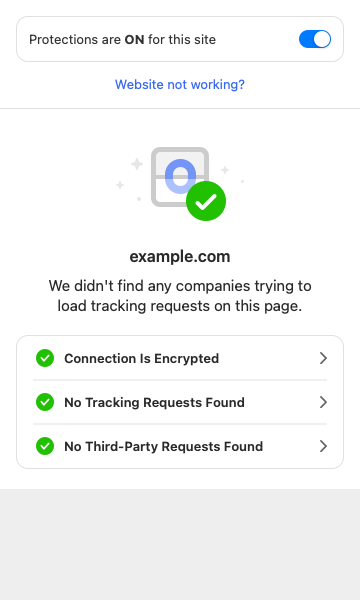 Protections are ON for this site
Website not working?
0
example.com
We didn't find any companies trying to
load tracking requests on this page.
Connection Is Encrypted
No Tracking Requests Found
No Third-Party Requests Found